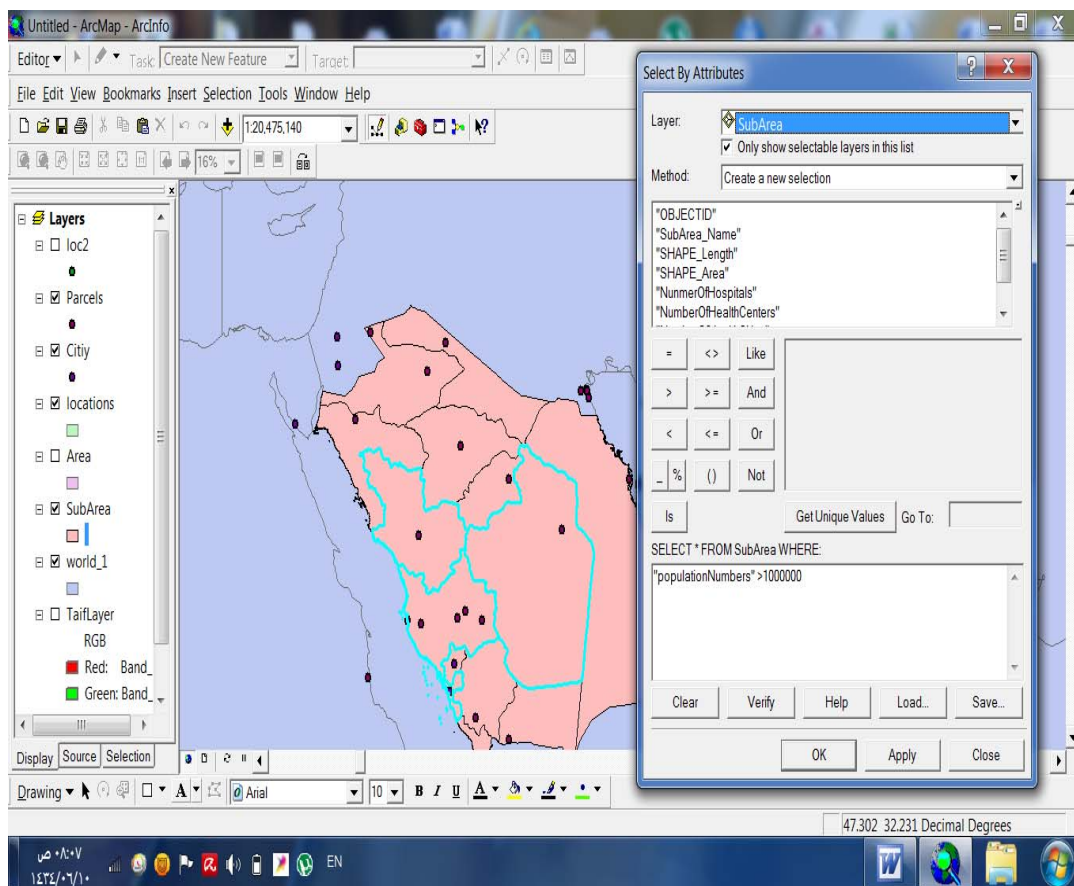 Untitled - ArcMap - ArcInfo
Editor Task: Create New Feature Target:
File Edit View Bookmarks Insert Selection Tools Window Help
1:20,475,140
16%
Layers
loc2
Parcels
Citiy
locations
Area
SubArea
world_1
TaifLayer
RGB
Red: Band_
Green: Band_
Display Source Selection
Select By Attributes
Layer: SubArea
Only show selectable layers in this list
Method: Create a new selection
"OBJECTID"
"SubArea_Name"
"SHAPE_Length"
"SHAPE_Area"
"NunmerOfHospitals"
"NumberOfHealthCenters"
= <> Like
> >= And
< <= Or
_ % () Not
Is Get Unique Values Go To:
SELECT * FROM SubArea WHERE:
"populationNumbers" >1000000
Clear Verify Help Load... Save...
OK Apply Close
Drawing A Arial 10 B I U A
47.302 32.231 Decimal Degrees
٠٨:٠٧ ص
EN
١٤٣٤/٠٦/١٠